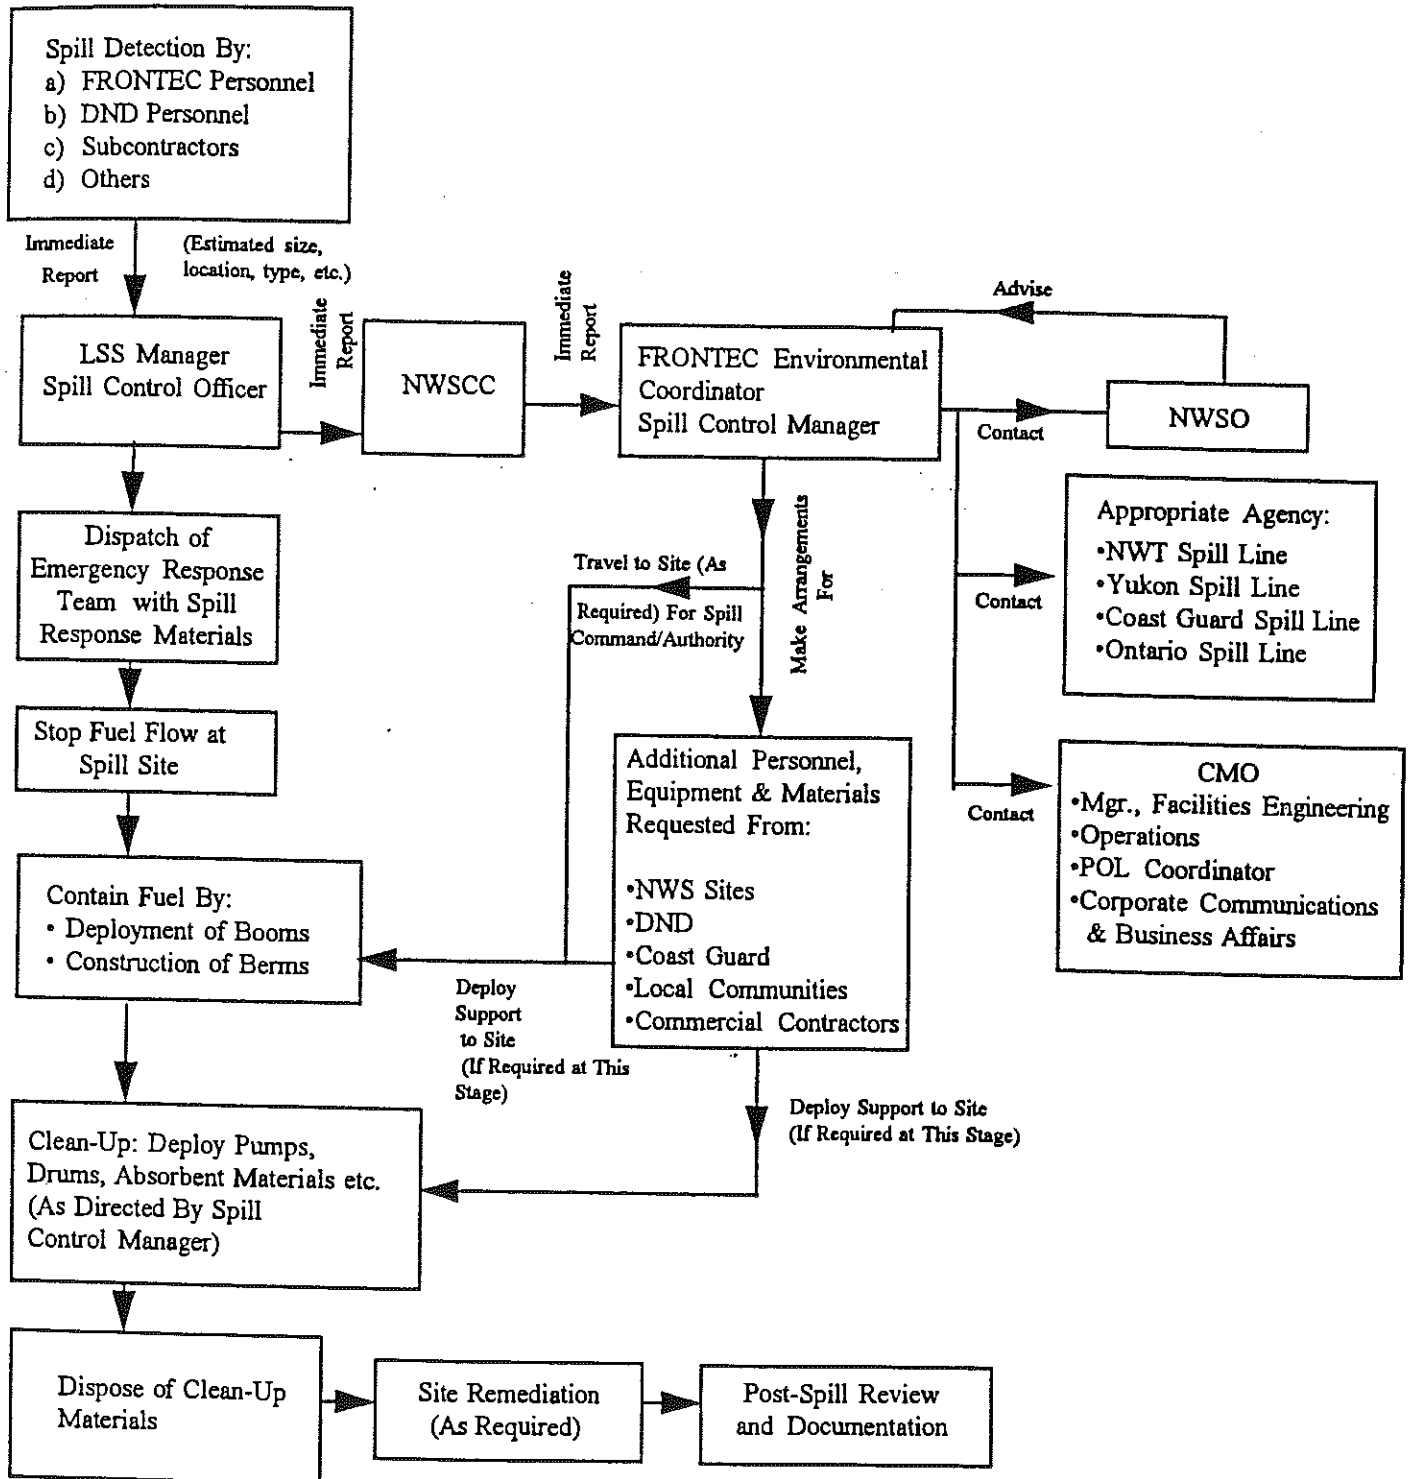 Spill Detection By:
a) FRONTEC Personnel
b) DND Personnel
c) Subcontractors
d) Others
Immediate
Report
(Estimated size,
location, type, etc.)
LSS Manager
Spill Control Officer
Immediate
Report
NWSCC
Immediate
Report
FRONTEC Environmental
Coordinator
Spill Control Manager
Advise
Contact
NWSO
Contact
Appropriate Agency:
•NWT Spill Line
•Yukon Spill Line
•Coast Guard Spill Line
•Ontario Spill Line
Contact
CMO
•Mgr., Facilities Engineering
•Operations
•POL Coordinator
•Corporate Communications
& Business Affairs
Dispatch of
Emergency Response
Team with Spill
Response Materials
Travel to Site (As
Required) For Spill
Command/Authority
Make Arrangements
For
Stop Fuel Flow at
Spill Site
Additional Personnel,
Equipment & Materials
Requested From:
•NWS Sites
•DND
•Coast Guard
•Local Communities
•Commercial Contractors
Contain Fuel By:
• Deployment of Booms
• Construction of Berms
Deploy
Support
to Site
(If Required at This
Stage)
Deploy Support to Site
(If Required at This Stage)
Clean-Up: Deploy Pumps,
Drums, Absorbent Materials etc.
(As Directed By Spill
Control Manager)
Dispose of Clean-Up
Materials
Site Remediation
(As Required)
Post-Spill Review
and Documentation